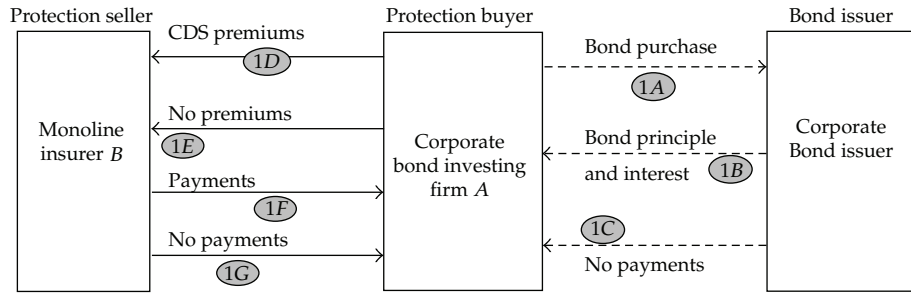 Protection seller
Protection buyer
Bond issuer
CDS premiums
1D
No premiums
1E
Monoline
insurer B
Payments
1F
No payments
1G
Corporate
bond investing
firm A
Bond purchase
1A
Bond principle
and interest
1B
1C
No payments
Corporate
Bond issuer